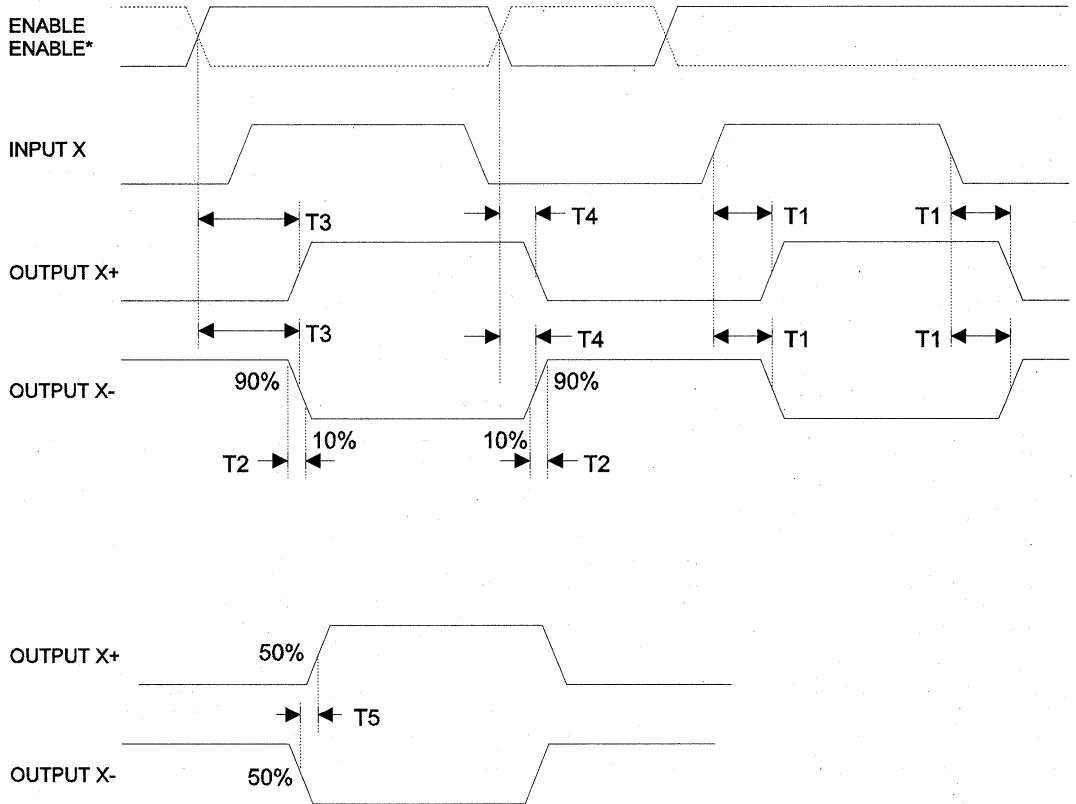 ENABLE
ENABLE*
INPUT X
T3
T4
T1
T1
OUTPUT X+
T3
T4
T1
T1
OUTPUT X-
90%
90%
10%
10%
T2
T2
OUTPUT X+
50%
T5
OUTPUT X-
50%